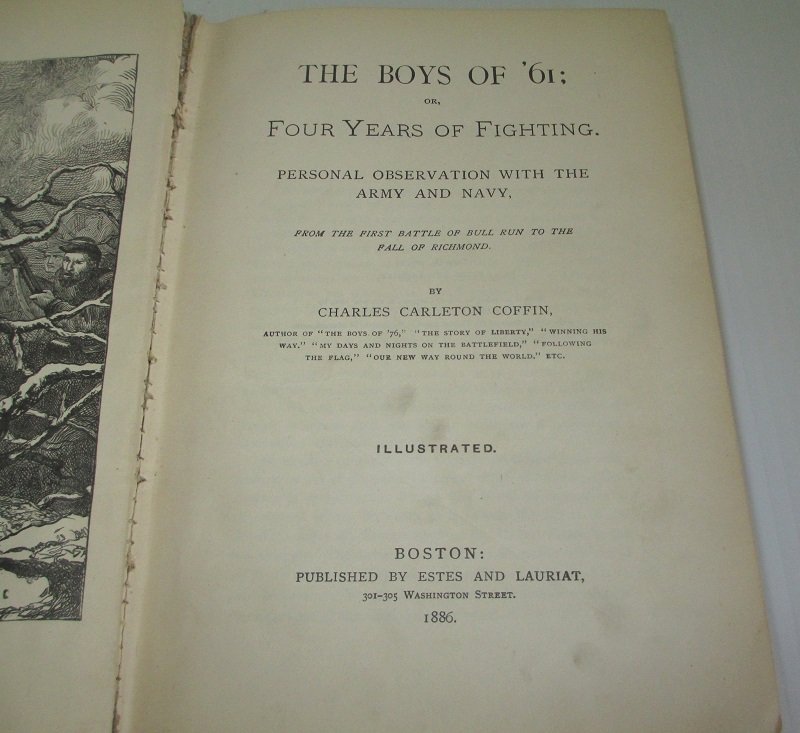 THE BOYS OF '61;
OR,
FOUR YEARS OF FIGHTING.
PERSONAL OBSERVATION WITH THE
ARMY AND NAVY,
FROM THE FIRST BATTLE OF BULL RUN TO THE
FALL OF RICHMOND.
BY
CHARLES CARLETON COFFIN,
AUTHOR OF "THE BOYS OF '76," "THE STORY OF LIBERTY," "WINNING HIS
WAY." "MY DAYS AND NIGHTS ON THE BATTLEFIELD," "FOLLOWING
THE FLAG," "OUR NEW WAY ROUND THE WORLD," ETC.
ILLUSTRATED.
BOSTON:
PUBLISHED BY ESTES AND LAURIAT,
301-305 WASHINGTON STREET.
1886.